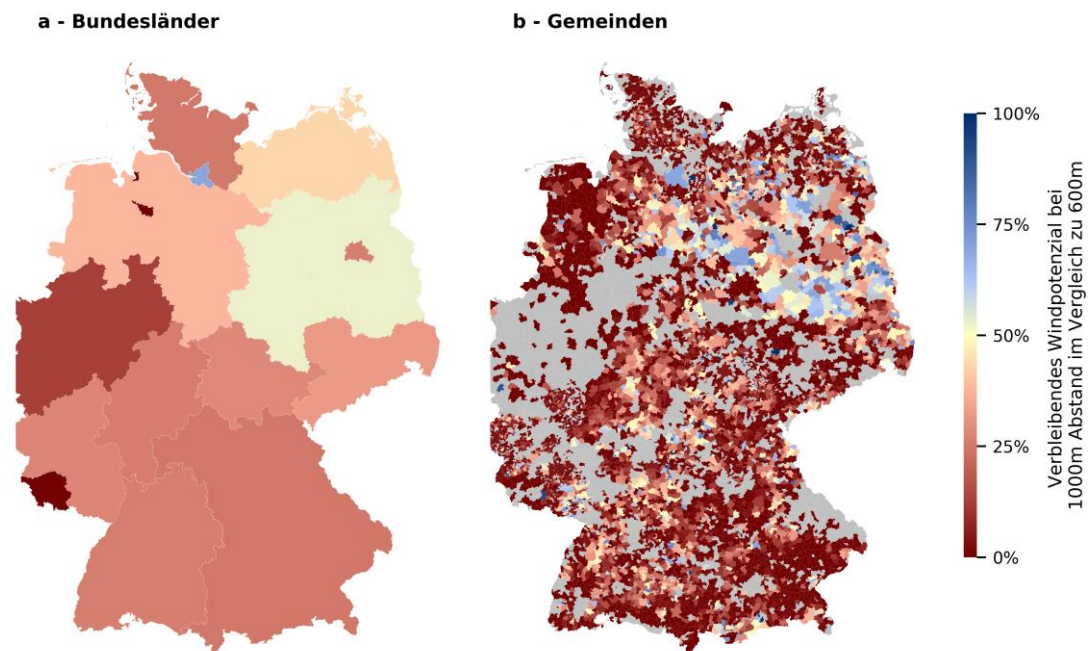 a - Bundesländer
b - Gemeinden
100%
75%
50%
25%
0%
Verbleibendes Windpotenzial bei
1000m Abstand im Vergleich zu 600m